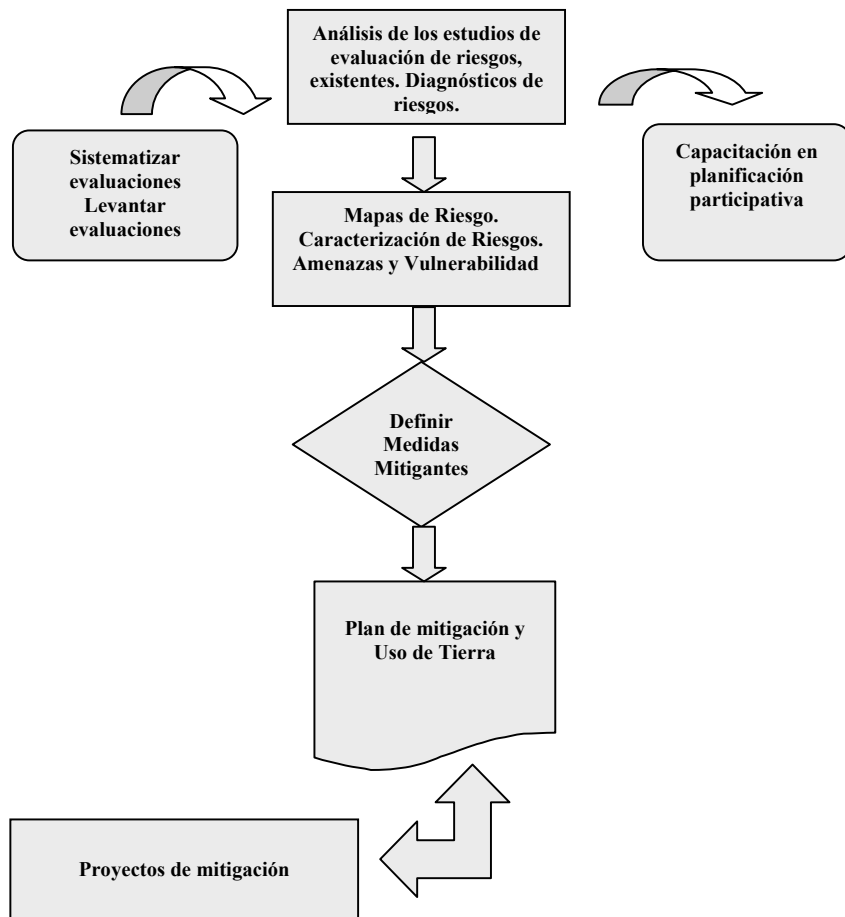 Análisis de los estudios de
evaluación de riesgos,
existentes. Diagnósticos de
riesgos.
Sistematizar
evaluaciones
Levantar
evaluaciones
Capacitación en
planificación
participativa
Mapas de Riesgo.
Caracterización de Riesgos.
Amenazas y Vulnerabilidad
Definir
Medidas
Mitigantes
Plan de mitigación y
Uso de Tierra
Proyectos de mitigación